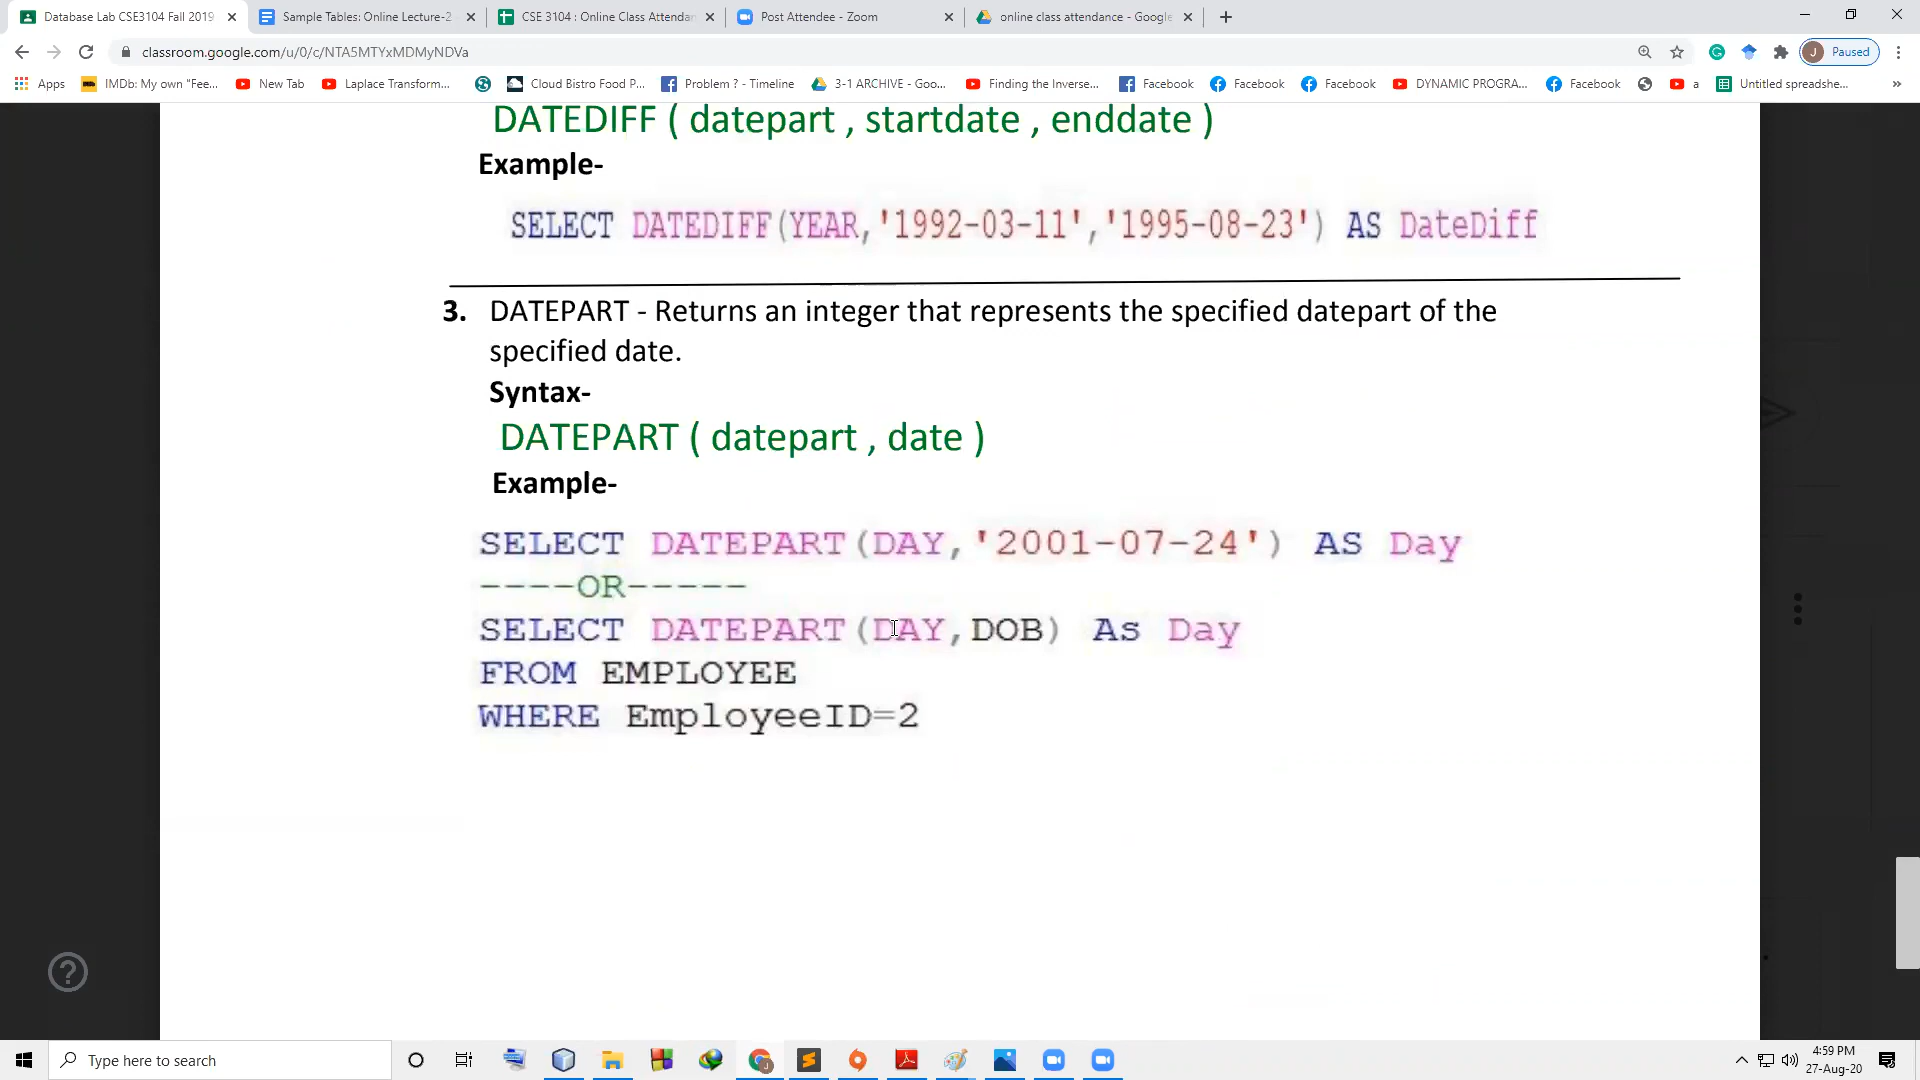 Database Lab CSE3104 Fall 2019
Sample Tables: Online Lecture-2
CSE 3104 : Online Class Attendan
Post Attendee - Zoom
online class attendance - Google
classroom.google.com/u/0/c/NTA5MTYxMDMyNDVa
J Paused
Apps
IMDb: My own "Fee...
New Tab
Laplace Transform...
Cloud Bistro Food P...
Problem ? - Timeline
3-1 ARCHIVE - Goo...
Finding the Inverse...
Facebook
Facebook
Facebook
DYNAMIC PROGRA...
Facebook
a
Untitled spreadshe...
DATEDIFF ( datepart , startdate , enddate )
Example-
SELECT DATEDIFF(YEAR,'1992-03-11','1995-08-23') AS DateDiff
3. DATEPART - Returns an integer that represents the specified datepart of the
specified date.
Syntax-
DATEPART ( datepart , date )
Example-
SELECT DATEPART(DAY,'2001-07-24') AS Day
----OR-----
SELECT DATEPART(DAY,DOB) As Day
FROM EMPLOYEE
WHERE EmployeeID=2
Type here to search
4:59 PM
27-Aug-20